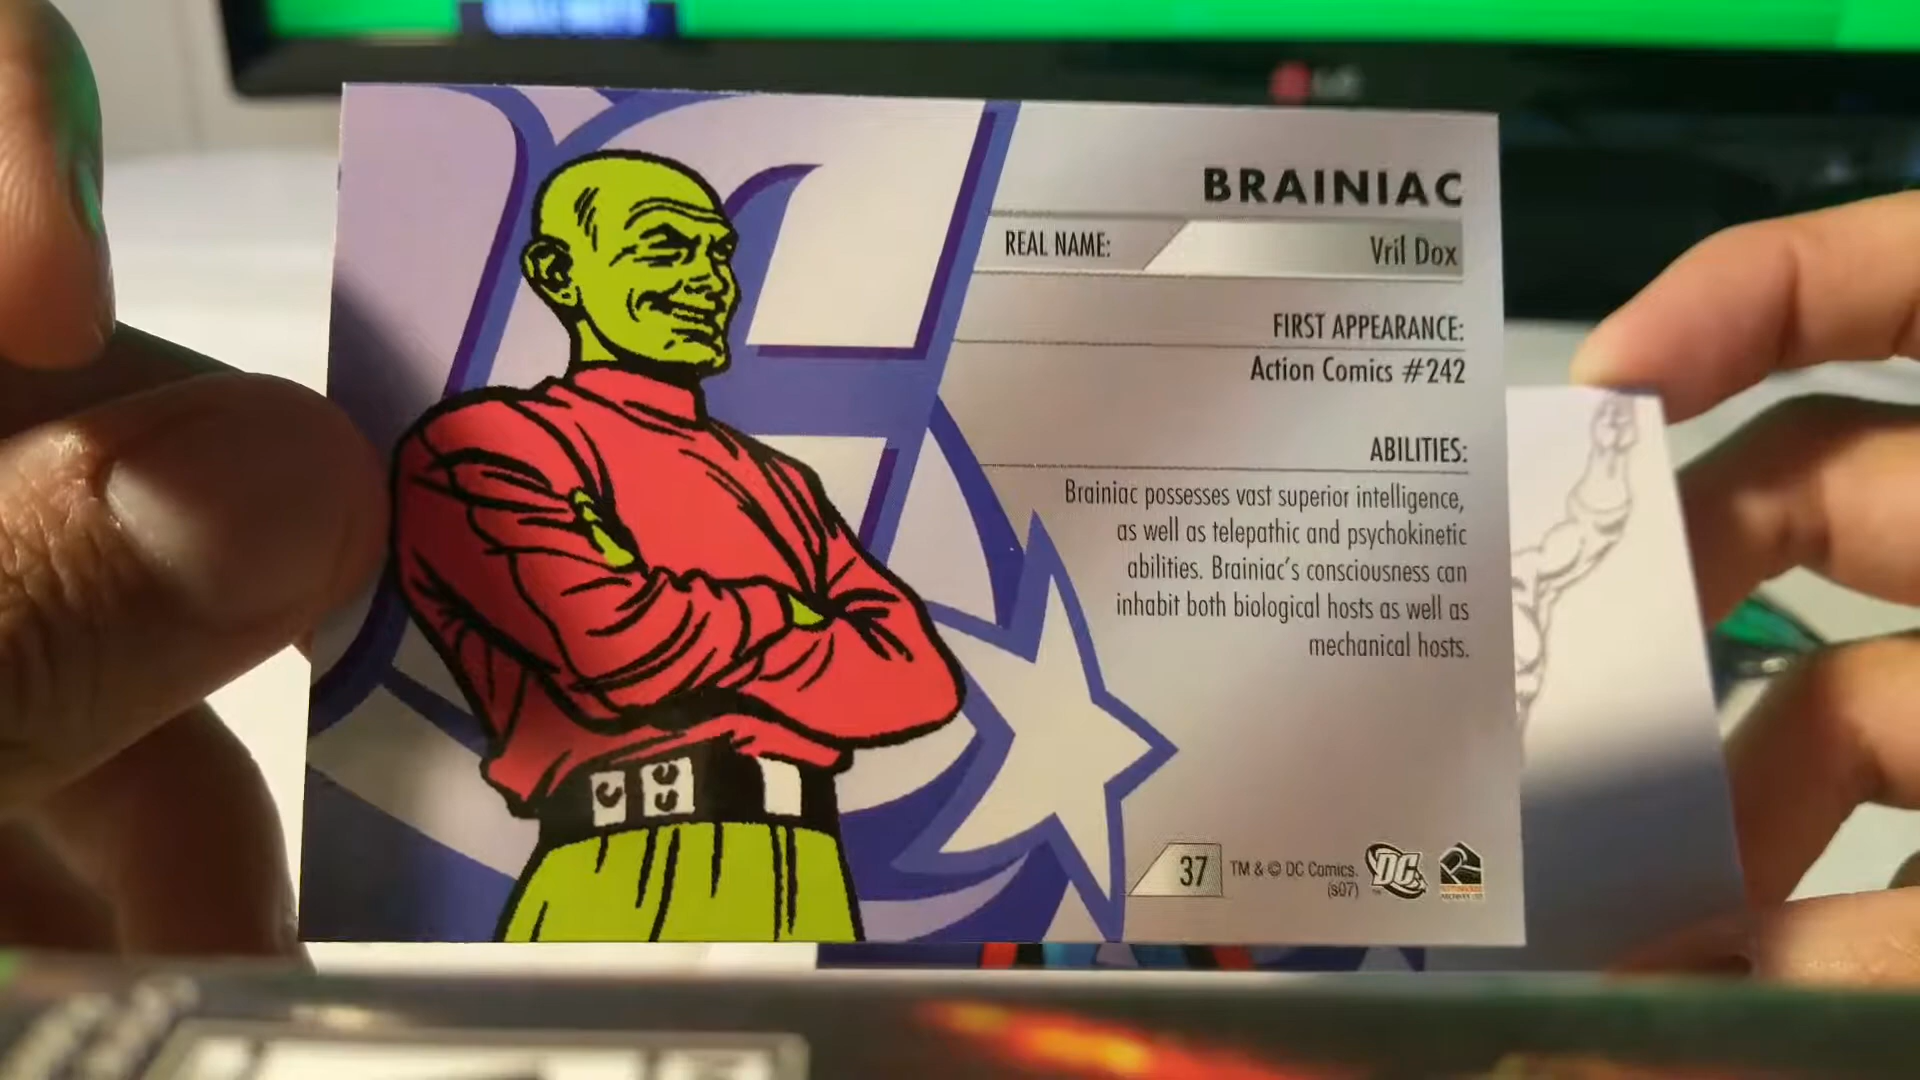 LG
BRAINIAC
REAL NAME:
Vril Dox
FIRST APPEARANCE:
Action Comics #242
ABILITIES:
Brainiac possesses vast superior intelligence,
as well as telepathic and psychokinetic
abilities. Brainiac's consciousness can
inhabit both biological hosts as well as
mechanical hosts.
37
TM & © DC Comics.
(s07)
DC